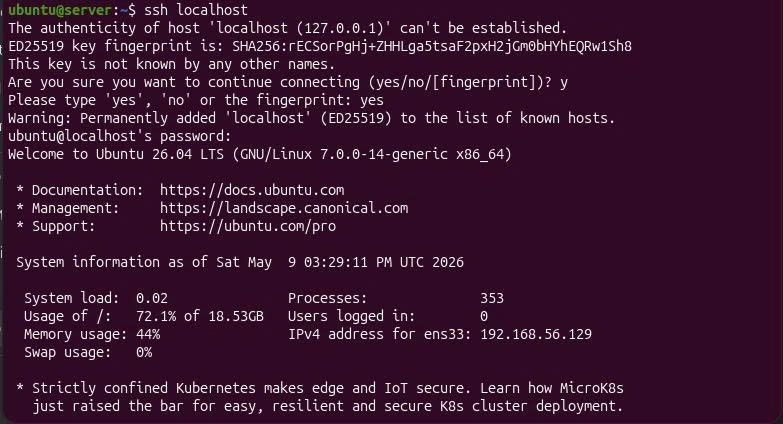 ubuntu@server:~$ ssh localhost
The authenticity of host 'localhost (127.0.0.1)' can't be established.
ED25519 key fingerprint is: SHA256:rECSorPgHj+ZHHLga5tsaF2pxH2jGm0bHYhEQRw1Sh8
This key is not known by any other names.
Are you sure you want to continue connecting (yes/no/[fingerprint])? y
Please type 'yes', 'no' or the fingerprint: yes
Warning: Permanently added 'localhost' (ED25519) to the list of known hosts.
ubuntu@localhost's password:
Welcome to Ubuntu 26.04 LTS (GNU/Linux 7.0.0-14-generic x86_64)

 * Documentation:  https://docs.ubuntu.com
 * Management:     https://landscape.canonical.com
 * Support:        https://ubuntu.com/pro

 System information as of Sat May  9 03:29:11 PM UTC 2026

  System load:  0.02               Processes:              353
  Usage of /:   72.1% of 18.53GB   Users logged in:        0
  Memory usage: 44%                IPv4 address for ens33: 192.168.56.129
  Swap usage:   0%

 * Strictly confined Kubernetes makes edge and IoT secure. Learn how MicroK8s
   just raised the bar for easy, resilient and secure K8s cluster deployment.